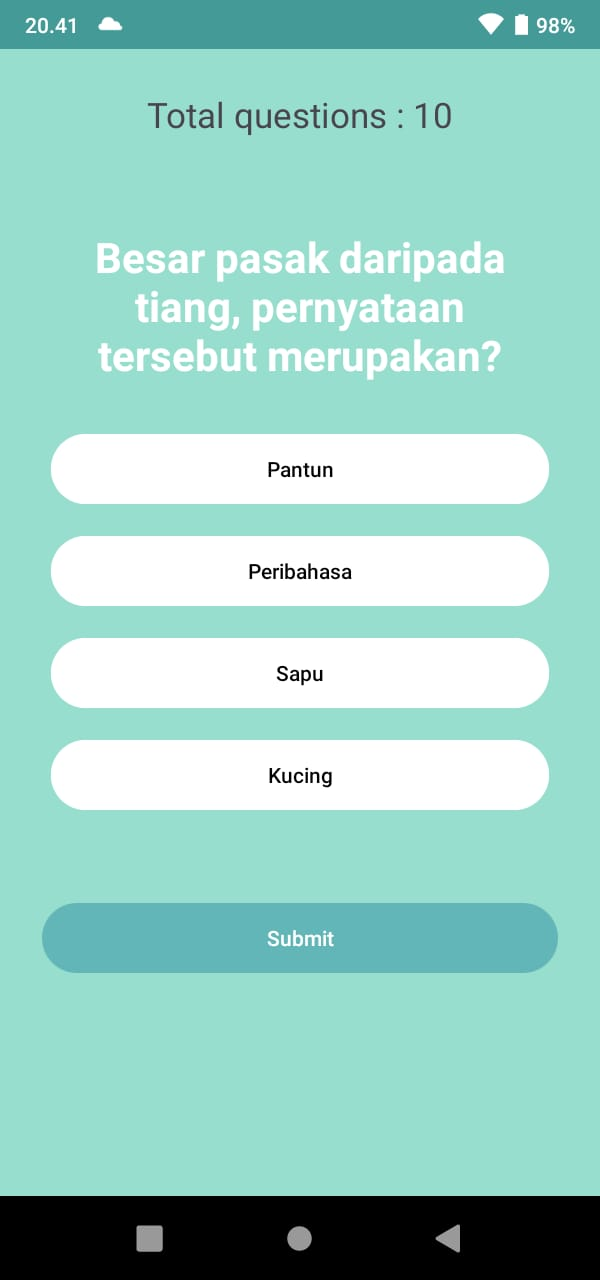 20.41
98%
Total questions : 10
Besar pasak daripada
tiang, pernyataan
tersebut merupakan?
Pantun
Peribahasa
Sapu
Kucing
Submit